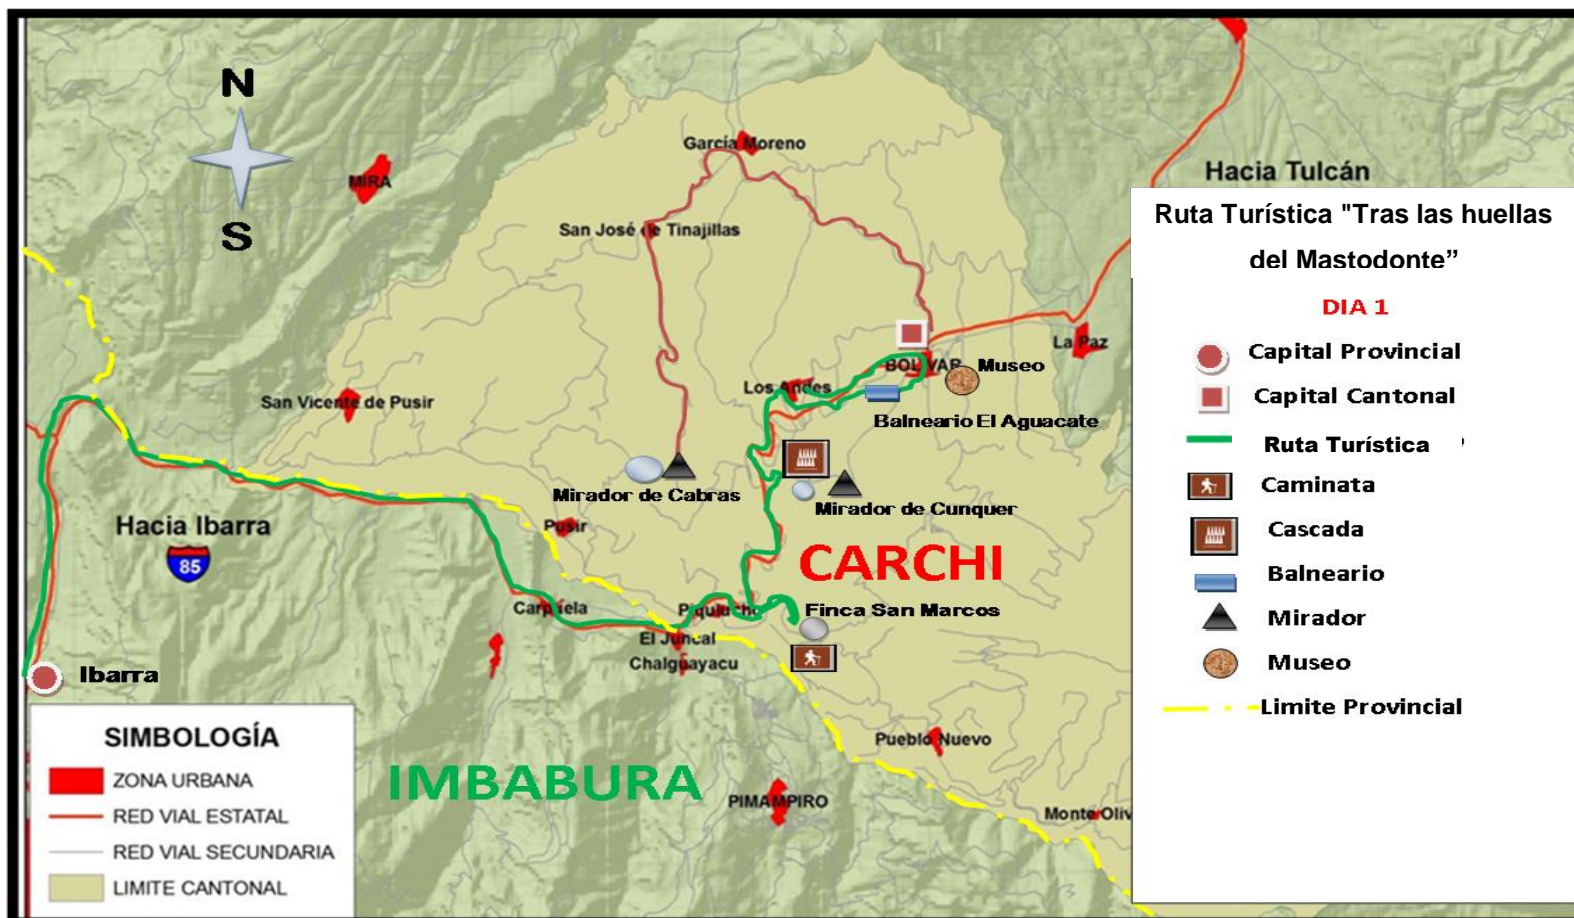 N
S
MIRA
García Moreno
San José de Tinajillas
Hacia Tulcán
La Paz
BOLIVAR
Museo
Los Andes
San Vicente de Pusir
Balneario El Aguacate
Mirador de Cabras
Mirador de Cunquer
Hacia Ibarra
85
Pusir
CARCHI
Carpuela
Piquiucho
Finca San Marcos
El Juncal
Chalguayacu
Ibarra
Pueblo Nuevo
IMBABURA
PIMAMPIRO
Monte Oliv
SIMBOLOGÍA
ZONA URBANA
RED VIAL ESTATAL
RED VIAL SECUNDARIA
LIMITE CANTONAL
Ruta Turística "Tras las huellas
del Mastodonte”
DIA 1
Capital Provincial
Capital Cantonal
Ruta Turística
Caminata
Cascada
Balneario
Mirador
Museo
Limite Provincial